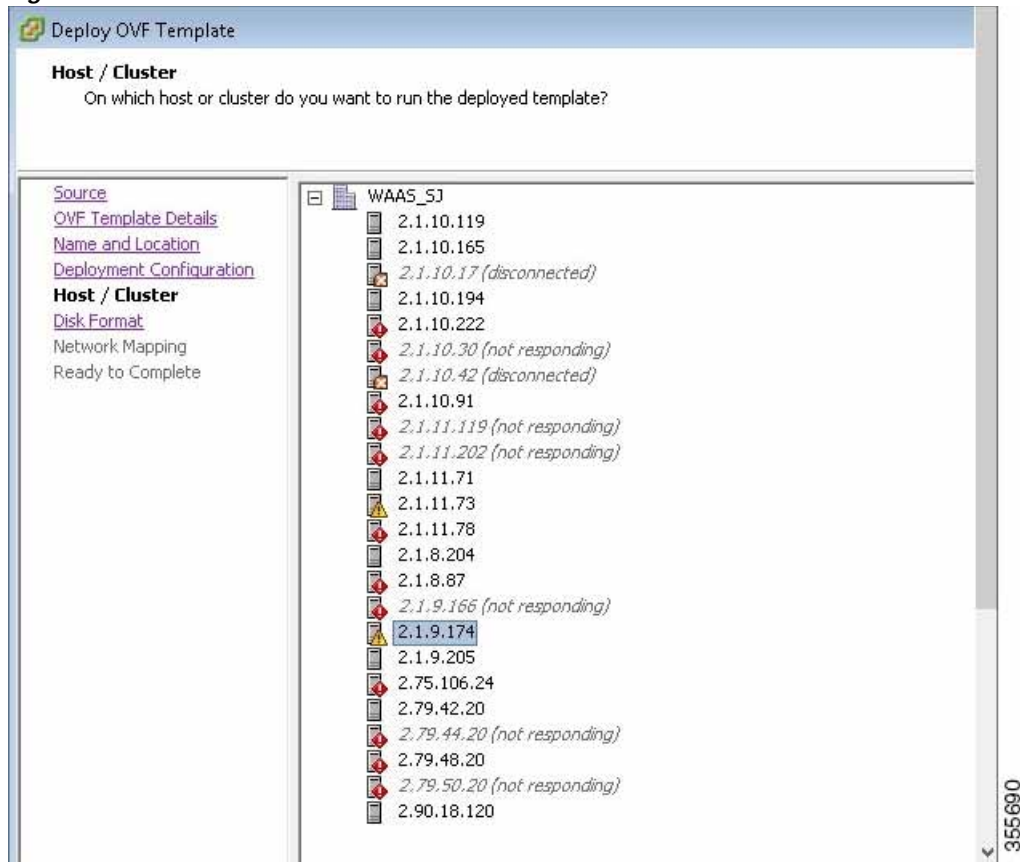 Deploy OVF Template
Host / Cluster
On which host or cluster do you want to run the deployed template?
Source
OVF Template Details
Name and Location
Deployment Configuration
Host / Cluster
Disk Format
Network Mapping
Ready to Complete
WAAS_SJ
2.1.10.119
2.1.10.165
2.1.10.17 (disconnected)
2.1.10.194
2.1.10.222
2.1.10.30 (not responding)
2.1.10.42 (disconnected)
2.1.10.91
2.1.11.119 (not responding)
2.1.11.202 (not responding)
2.1.11.71
2.1.11.73
2.1.11.78
2.1.8.204
2.1.8.87
2.1.9.166 (not responding)
2.1.9.174
2.1.9.205
2.75.106.24
2.79.42.20
2.79.44.20 (not responding)
2.79.48.20
2.79.50.20 (not responding)
2.90.18.120
355690